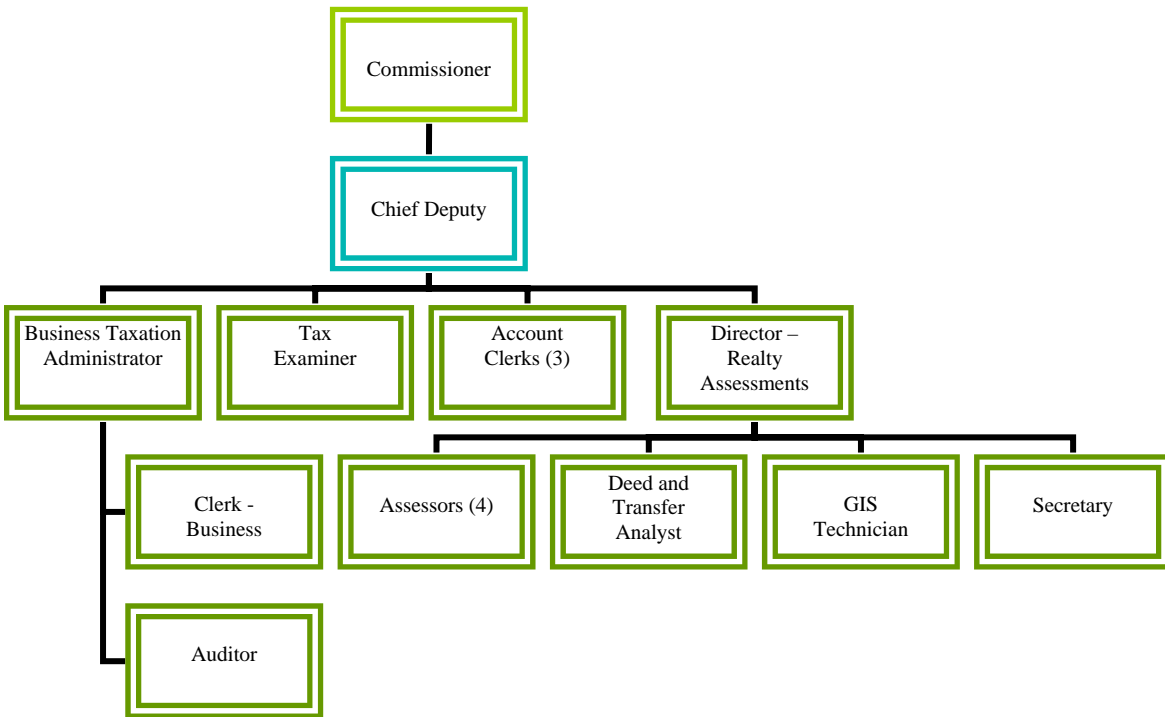 Commissioner
Chief Deputy
Business Taxation
Administrator
Tax
Examiner
Account
Clerks (3)
Director –
Realty
Assessments
Clerk -
Business
Assessors (4)
Deed and
Transfer
Analyst
GIS
Technician
Secretary
Auditor